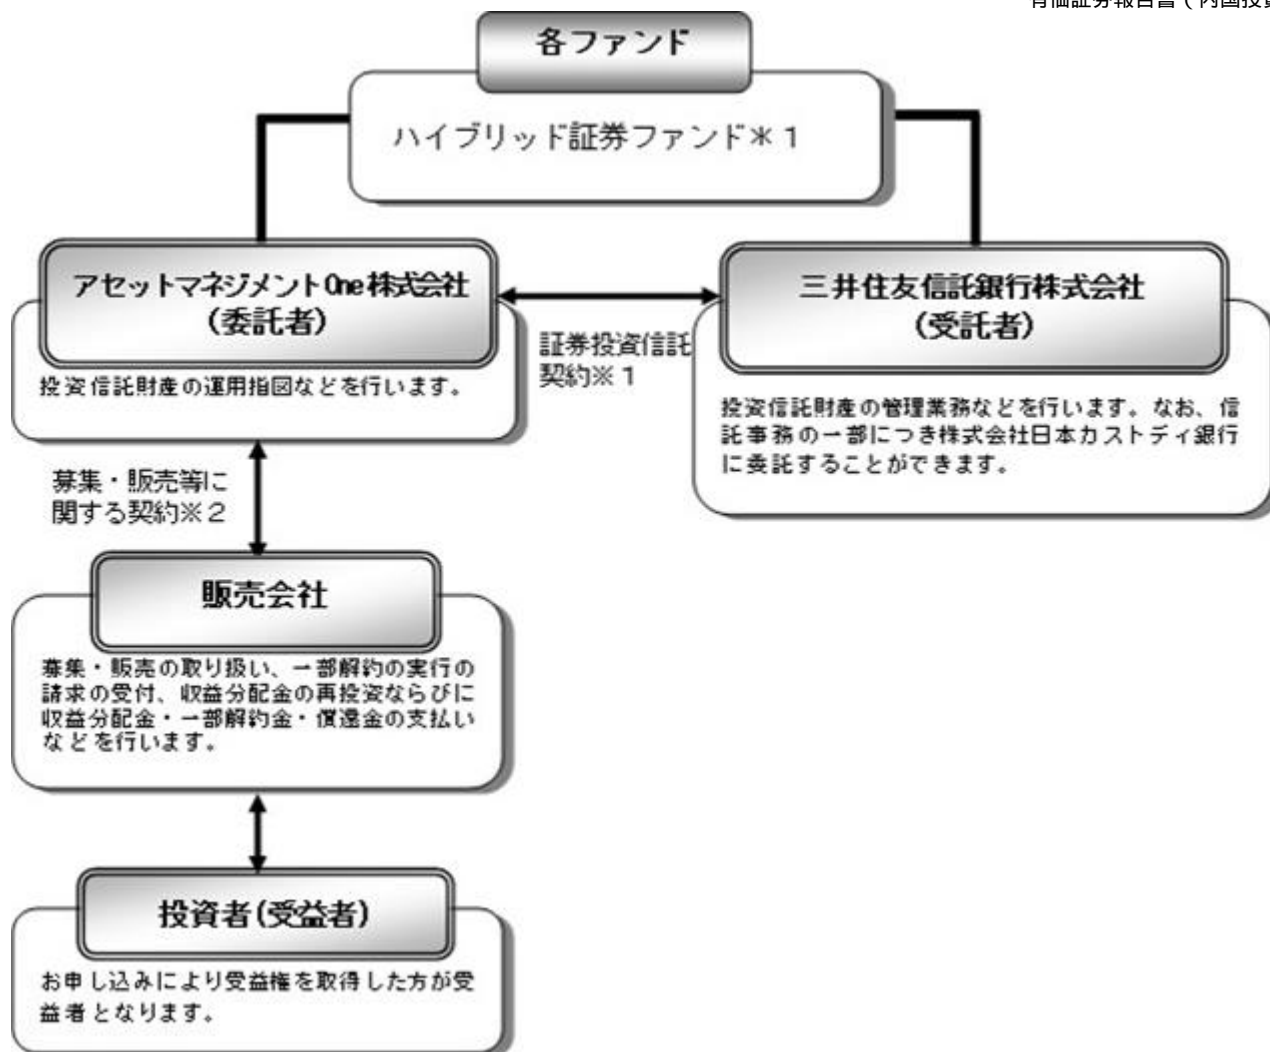 有価証券報告書（内国投資
各ファンド
ハイブリッド証券ファンド＊１
アセットマネジメントOne株式会社
（委託者）
投資信託財産の運用指図などを行います。
証券投資信託
契約※１
三井住友信託銀行株式会社
（受託者）
投資信託財産の管理業務などを行います。なお、信
託事務の一部につき株式会社日本カストディ銀行
に委託することができます。
募集・販売等に
関する契約※２
販売会社
募集・販売の取り扱い、一部解約の実行の
請求の受付、収益分配金の再投資ならびに
収益分配金・一部解約金・償還金の支払い
などを行います。
投資者（受益者）
お申し込みにより受益権を取得した方が受
益者となります。